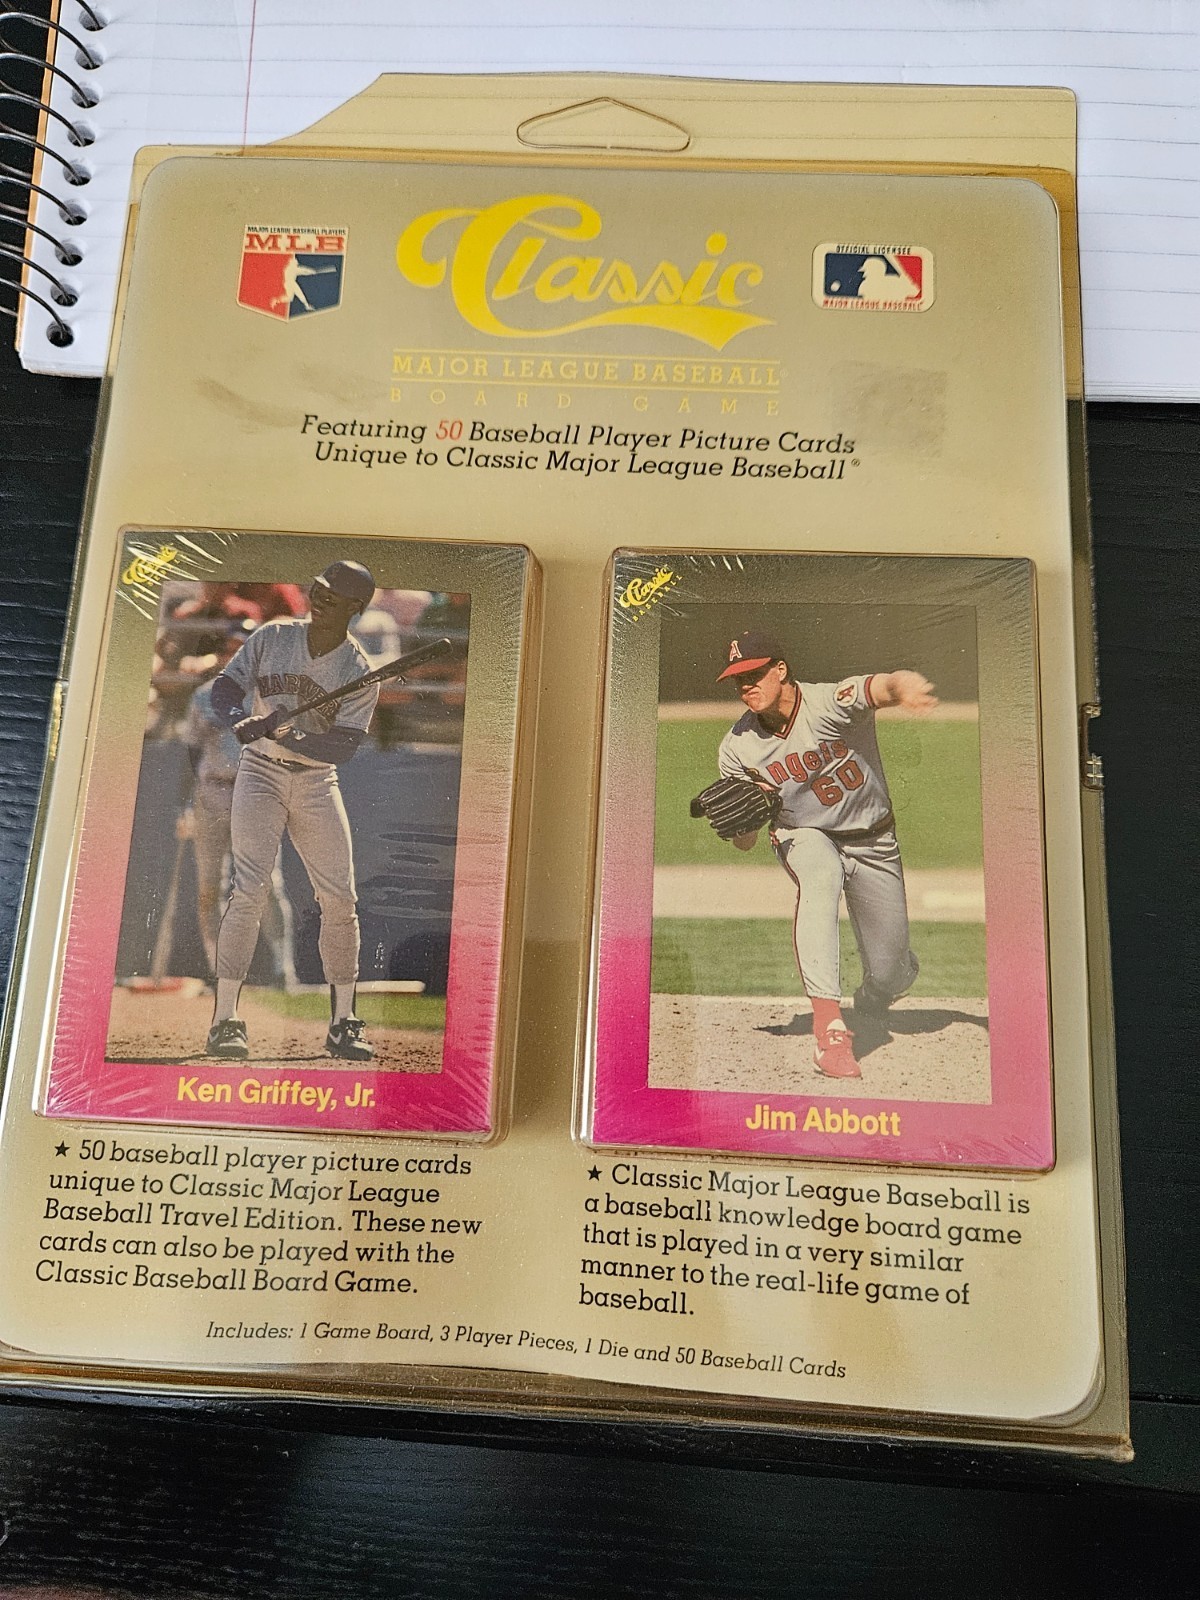 MAJOR LEAGUE BASEBALL PLAYERS
MLB
Classic
OFFICIAL LICENSEE
MAJOR LEAGUE BASEBALL
MAJOR LEAGUE BASEBALL®
BOARD GAME
Featuring 50 Baseball Player Picture Cards
Unique to Classic Major League Baseball®
Classic
Classic
BASEBALL
MARINE
A
A
Angels
60
Ken Griffey, Jr.
Jim Abbott
★ 50 baseball player picture cards
unique to Classic Major League
Baseball Travel Edition. These new
cards can also be played with the
Classic Baseball Board Game.
★ Classic Major League Baseball is
a baseball knowledge board game
that is played in a very similar
manner to the real-life game of
baseball.
Includes: 1 Game Board, 3 Player Pieces, 1 Die and 50 Baseball Cards